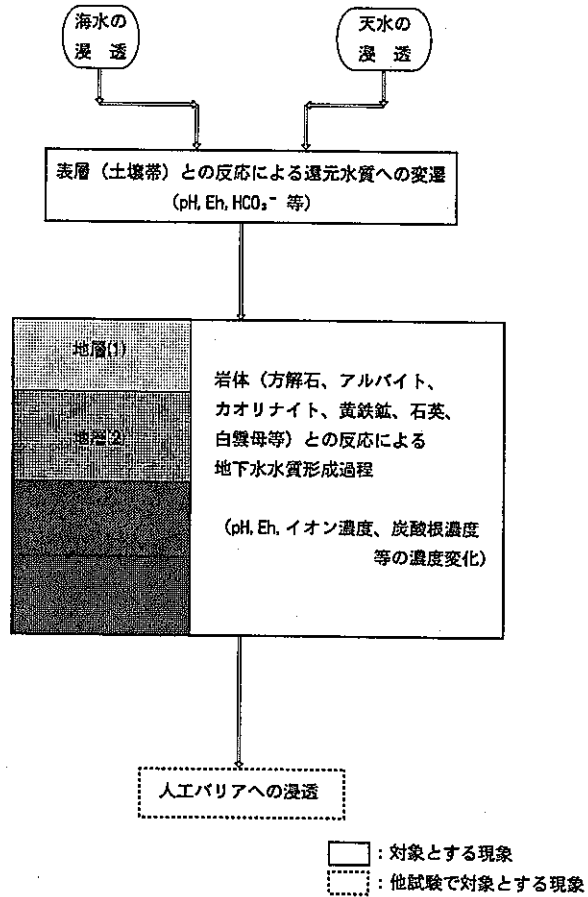 海水の
浸 透
天水の
浸 透
表層（土壌帯）との反応による還元水質への変遷
(pH, Eh, HCO₃⁻ 等)
地層(1)
地層(2)
岩体（方解石、アルバイト、
カオリナイト、黄鉄鉱、石英、
白雲母等）との反応による
地下水水質形成過程
(pH, Eh, イオン濃度、炭酸根濃度
等の濃度変化)
人工バリアへの浸透
：対象とする現象
：他試験で対象とする現象